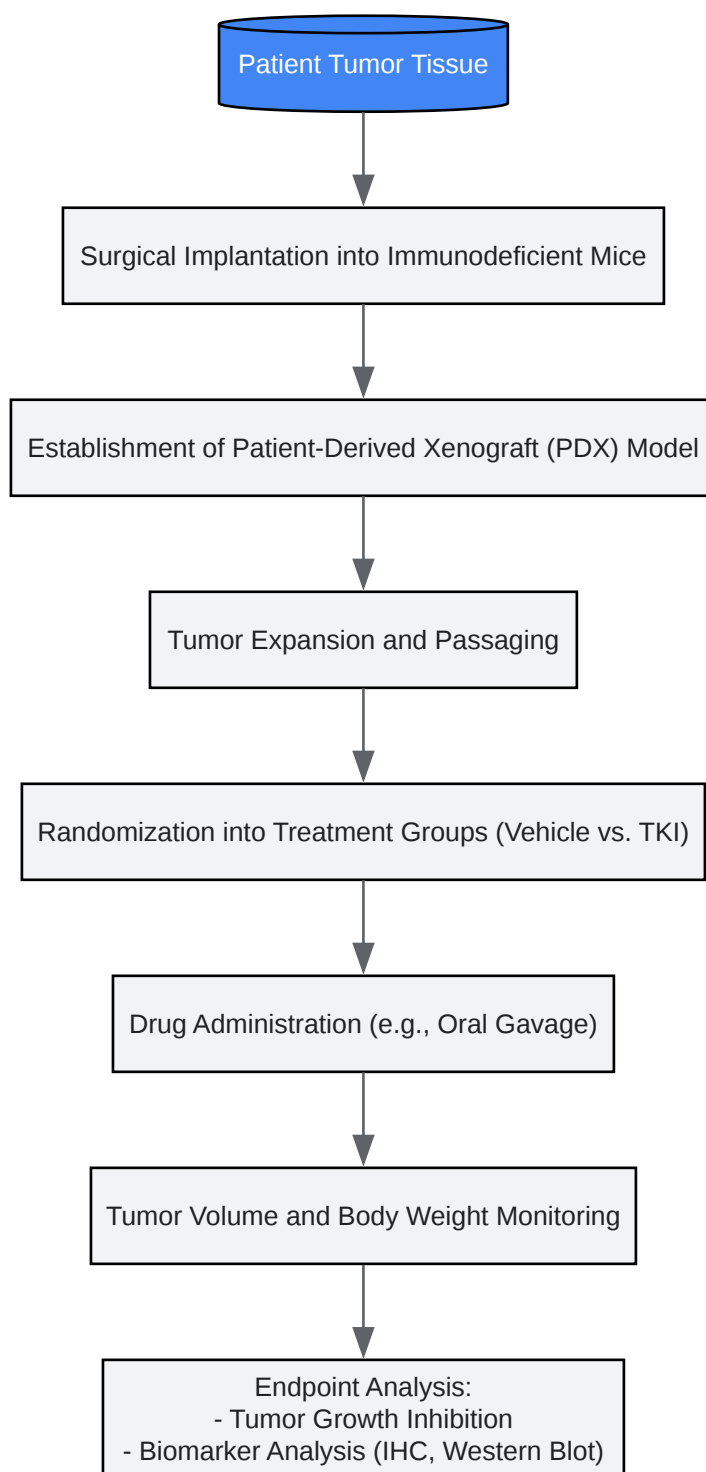 Patient Tumor Tissue
Surgical Implantation into Immunodeficient Mice
Establishment of Patient-Derived Xenograft (PDX) Model
Tumor Expansion and Passaging
Randomization into Treatment Groups (Vehicle vs. TKI)
Drug Administration (e.g., Oral Gavage)
Tumor Volume and Body Weight Monitoring
Endpoint Analysis:
- Tumor Growth Inhibition
- Biomarker Analysis (IHC, Western Blot)